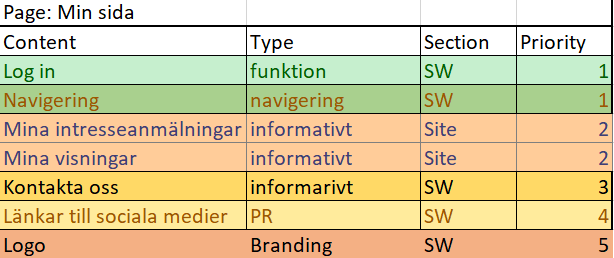 Page: Min sida
Content Type Section Priority
Log in funktion SW 1
Navigering navigering SW 1
Mina intresseanmälningar informativt Site 2
Mina visningar informativt Site 2
Kontakta oss informarivt SW 3
Länkar till sociala medier PR SW 4
Logo Branding SW 5